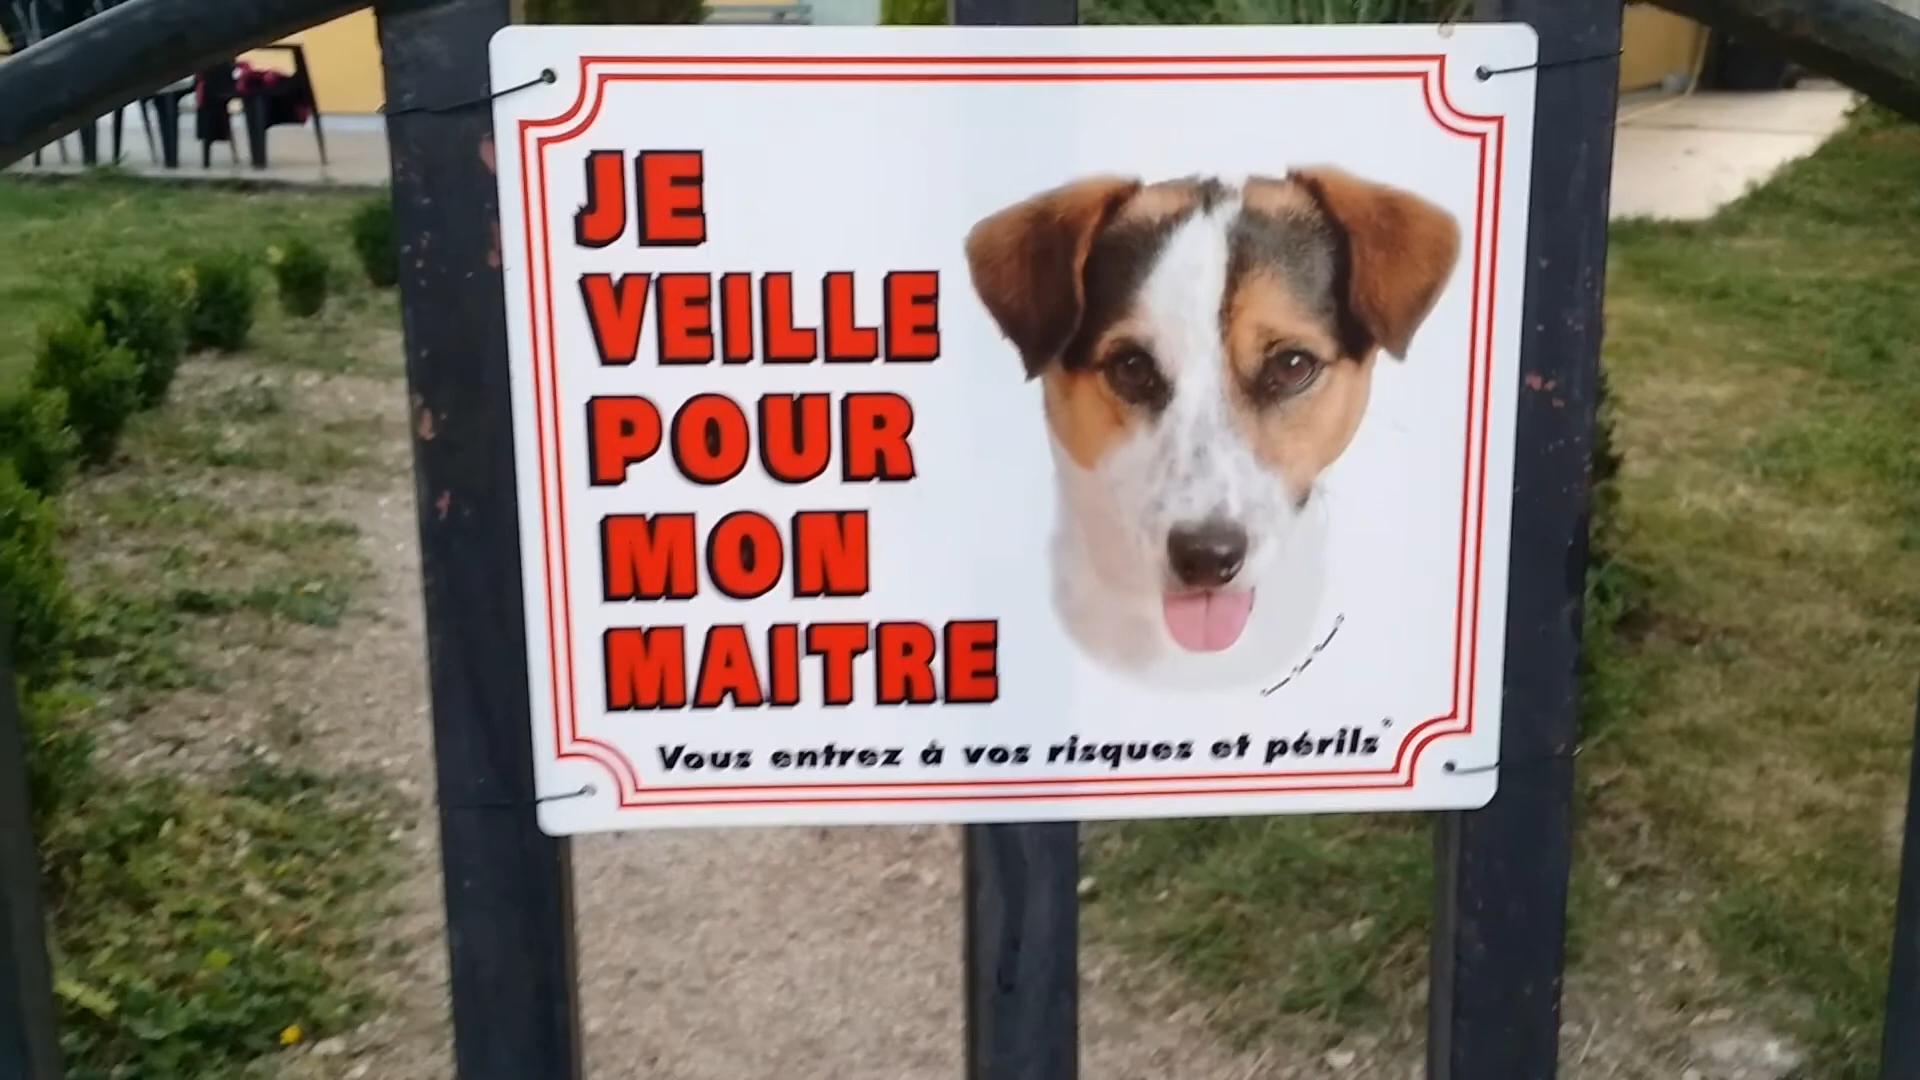 JE
VEILLE
POUR
MON
MAITRE
Vous entrez à vos risques et périls